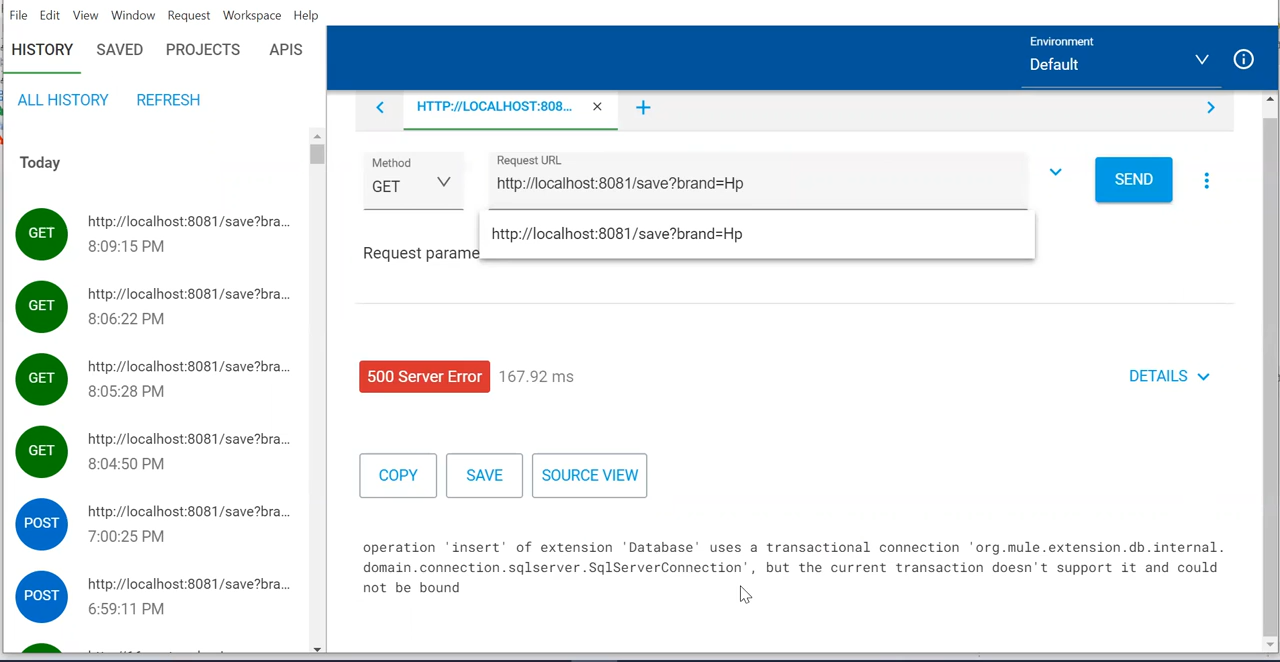 File Edit View Window Request Workspace Help
HISTORY SAVED PROJECTS APIS
ALL HISTORY REFRESH
Today
GET
http://localhost:8081/save?bra...
8:09:15 PM
GET
http://localhost:8081/save?bra...
8:06:22 PM
GET
http://localhost:8081/save?bra...
8:05:28 PM
GET
http://localhost:8081/save?bra...
8:04:50 PM
POST
http://localhost:8081/save?bra...
7:00:25 PM
POST
http://localhost:8081/save?bra...
6:59:11 PM
Environment
Default
HTTP://LOCALHOST:808...
Method
GET
Request URL
http://localhost:8081/save?brand=Hp
SEND
http://localhost:8081/save?brand=Hp
Request parame
500 Server Error 167.92 ms
DETAILS
COPY SAVE SOURCE VIEW
operation 'insert' of extension 'Database' uses a transactional connection 'org.mule.extension.db.internal.
domain.connection.sqlserver.SqlServerConnection', but the current transaction doesn't support it and could
not be bound